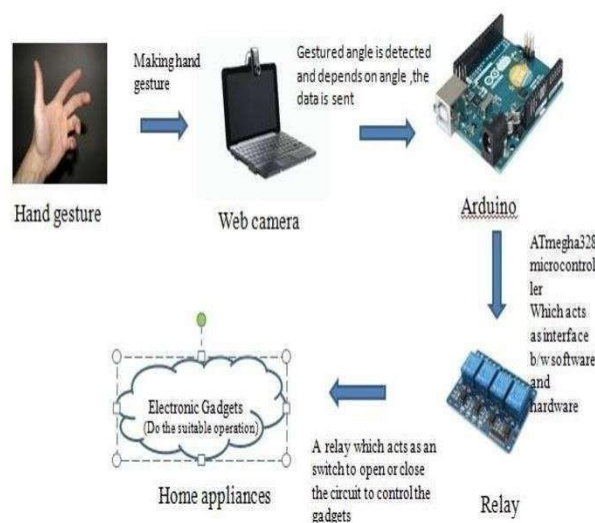 Making hand
gesture
Gestured angle is detected
and depends on angle ,the
data is sent
Hand gesture
Web camera
Arduino
ATmegha328
microcontrol
ler
Which acts
as interface
b/w software
and
hardware
Relay
A relay which acts as an
switch to open or close
the circuit to control the
gadgets
Electronic Gadgets
(Do the suitable operation)
Home appliances